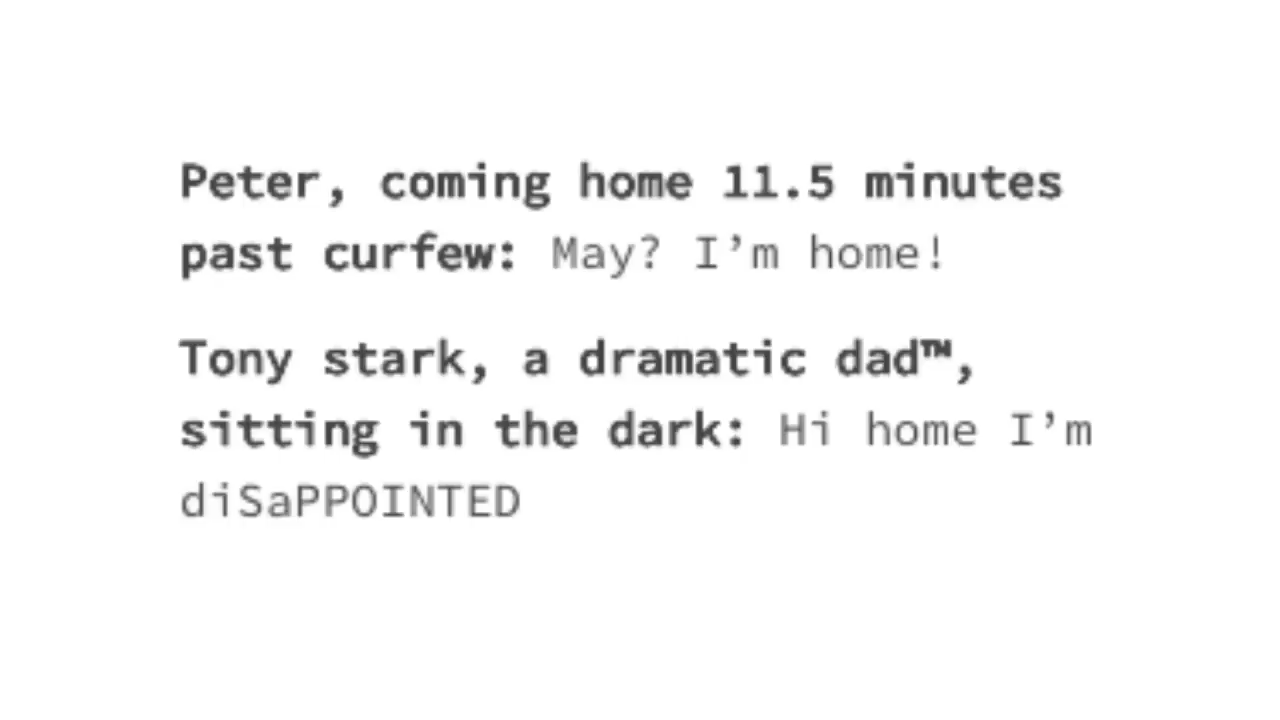 Peter, coming home 11.5 minutes
past curfew: May? I’m home!
Tony stark, a dramatic dad™,
sitting in the dark: Hi home I’m
diSaPPOINTED